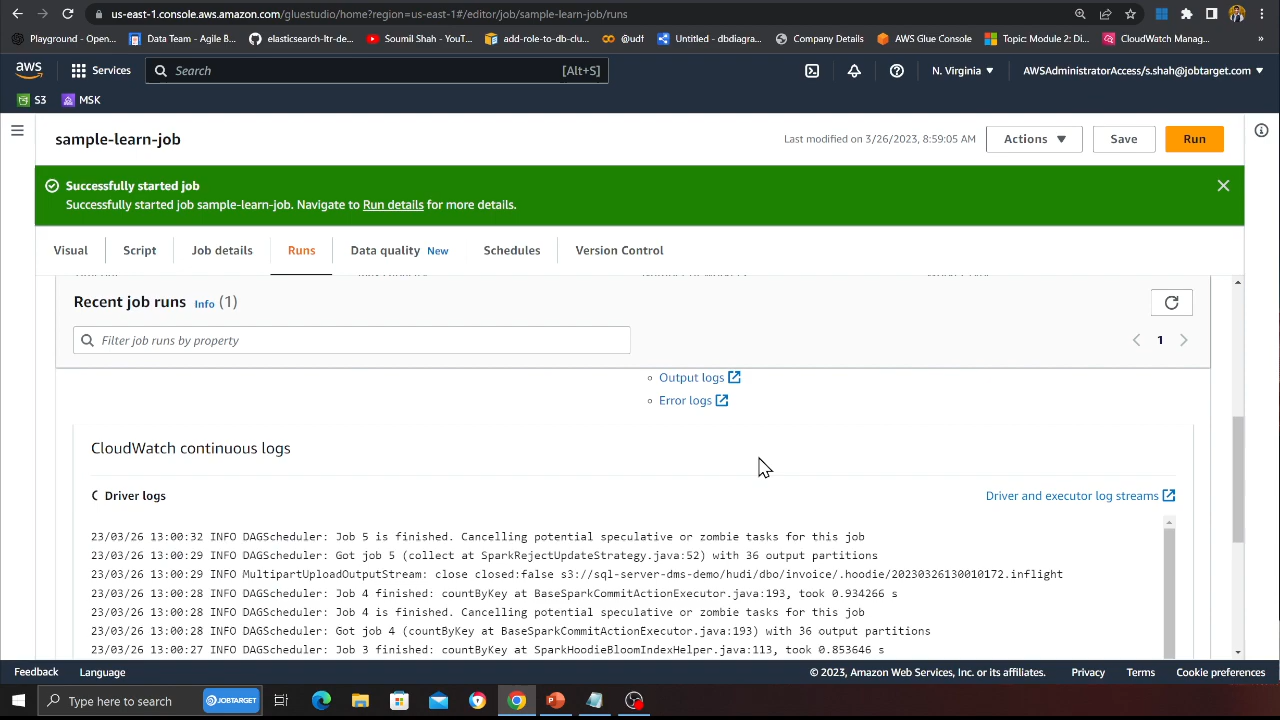 us-east-1.console.aws.amazon.com/gluestudio/home?region=us-east-1#/editor/job/sample-learn-job/runs
Playground - Open... Data Team - Agile B... elasticsearch-ltr-de... Soumil Shah - YouT... add-role-to-db-clu... @udf Untitled - dbdiagra... Company Details AWS Glue Console Topic: Module 2: Di... CloudWatch Manag... »
aws Services Search [Alt+S] N. Virginia AWSAdministratorAccess/s.shah@jobtarget.com
S3 MSK
sample-learn-job Last modified on 3/26/2023, 8:59:05 AM Actions Save Run
Successfully started job
Successfully started job sample-learn-job. Navigate to Run details for more details.
Visual Script Job details Runs Data quality New Schedules Version Control
Recent job runs Info (1)
Filter job runs by property 1
Output logs
Error logs
CloudWatch continuous logs
Driver logs Driver and executor log streams
23/03/26 13:00:32 INFO DAGScheduler: Job 5 is finished. Cancelling potential speculative or zombie tasks for this job
23/03/26 13:00:29 INFO DAGScheduler: Got job 5 (collect at SparkRejectUpdateStrategy.java:52) with 36 output partitions
23/03/26 13:00:29 INFO MultipartUploadOutputStream: close closed:false s3://sql-server-dms-demo/hudi/dbo/invoice/.hoodie/20230326130010172.inflight
23/03/26 13:00:28 INFO DAGScheduler: Job 4 finished: countByKey at BaseSparkCommitActionExecutor.java:193, took 0.934266 s
23/03/26 13:00:28 INFO DAGScheduler: Job 4 is finished. Cancelling potential speculative or zombie tasks for this job
23/03/26 13:00:28 INFO DAGScheduler: Got job 4 (countByKey at BaseSparkCommitActionExecutor.java:193) with 36 output partitions
23/03/26 13:00:27 INFO DAGScheduler: Job 3 finished: countByKey at SparkHoodieBloomIndexHelper.java:113, took 0.853646 s
Feedback Language © 2023, Amazon Web Services, Inc. or its affiliates. Privacy Terms Cookie preferences
Type here to search JOBTARGET